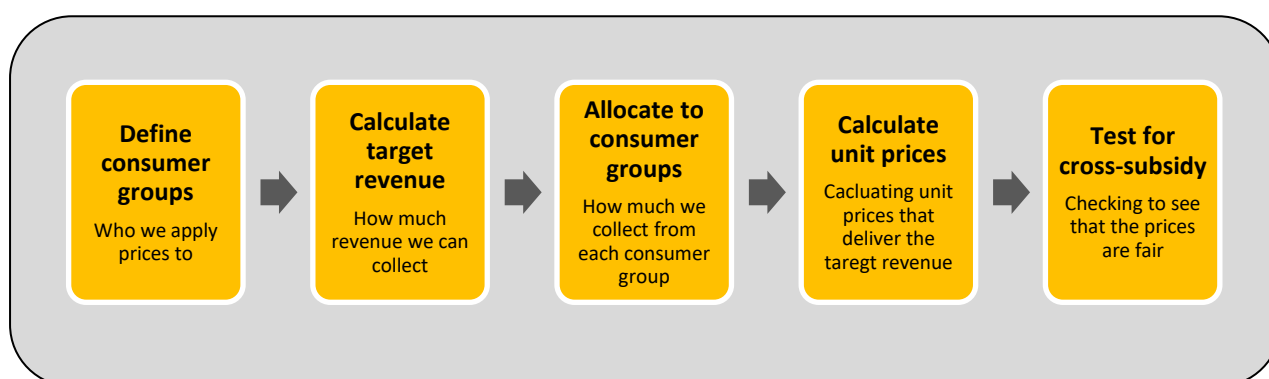 Define
consumer
groups
Who we apply
prices to
Calculate
target
revenue
How much
revenue we can
collect
Allocate to
consumer
groups
How much we
collect from
each consumer
group
Calculate
unit prices
Cacluating unit
prices that
deliver the
taregt revenue
Test for
cross-subsidy
Checking to see
that the prices
are fair